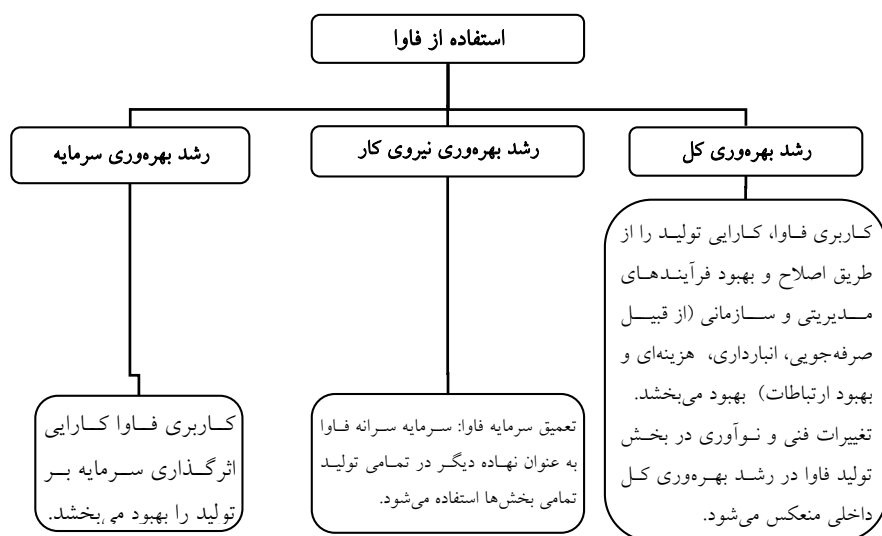 استفاده از فاوا
رشد بهره‌وری کل
رشد بهره‌وری نیروی کار
رشد بهره‌وری سرمایه
کاربری فاوا، کارایی تولید را از
طریق اصلاح و بهبود فرآیندهای
مدیریتی و سازمانی (از قبیل
صرفه‌جویی، انبارداری، هزینه‌ای و
بهبود ارتباطات) بهبود می‌بخشد.
تغییرات فنی و نوآوری در بخش
تولید فاوا در رشد بهره‌وری کل
داخلی منعکس می‌شود.
تعمیق سرمایه فاوا: سرمایه سرانه فاوا
به عنوان نهاده دیگر در تمامی تولید
تمامی بخش‌ها استفاده می‌شود.
کاربری فاوا کارایی
اثرگذاری سرمایه بر
تولید را بهبود می‌بخشد.